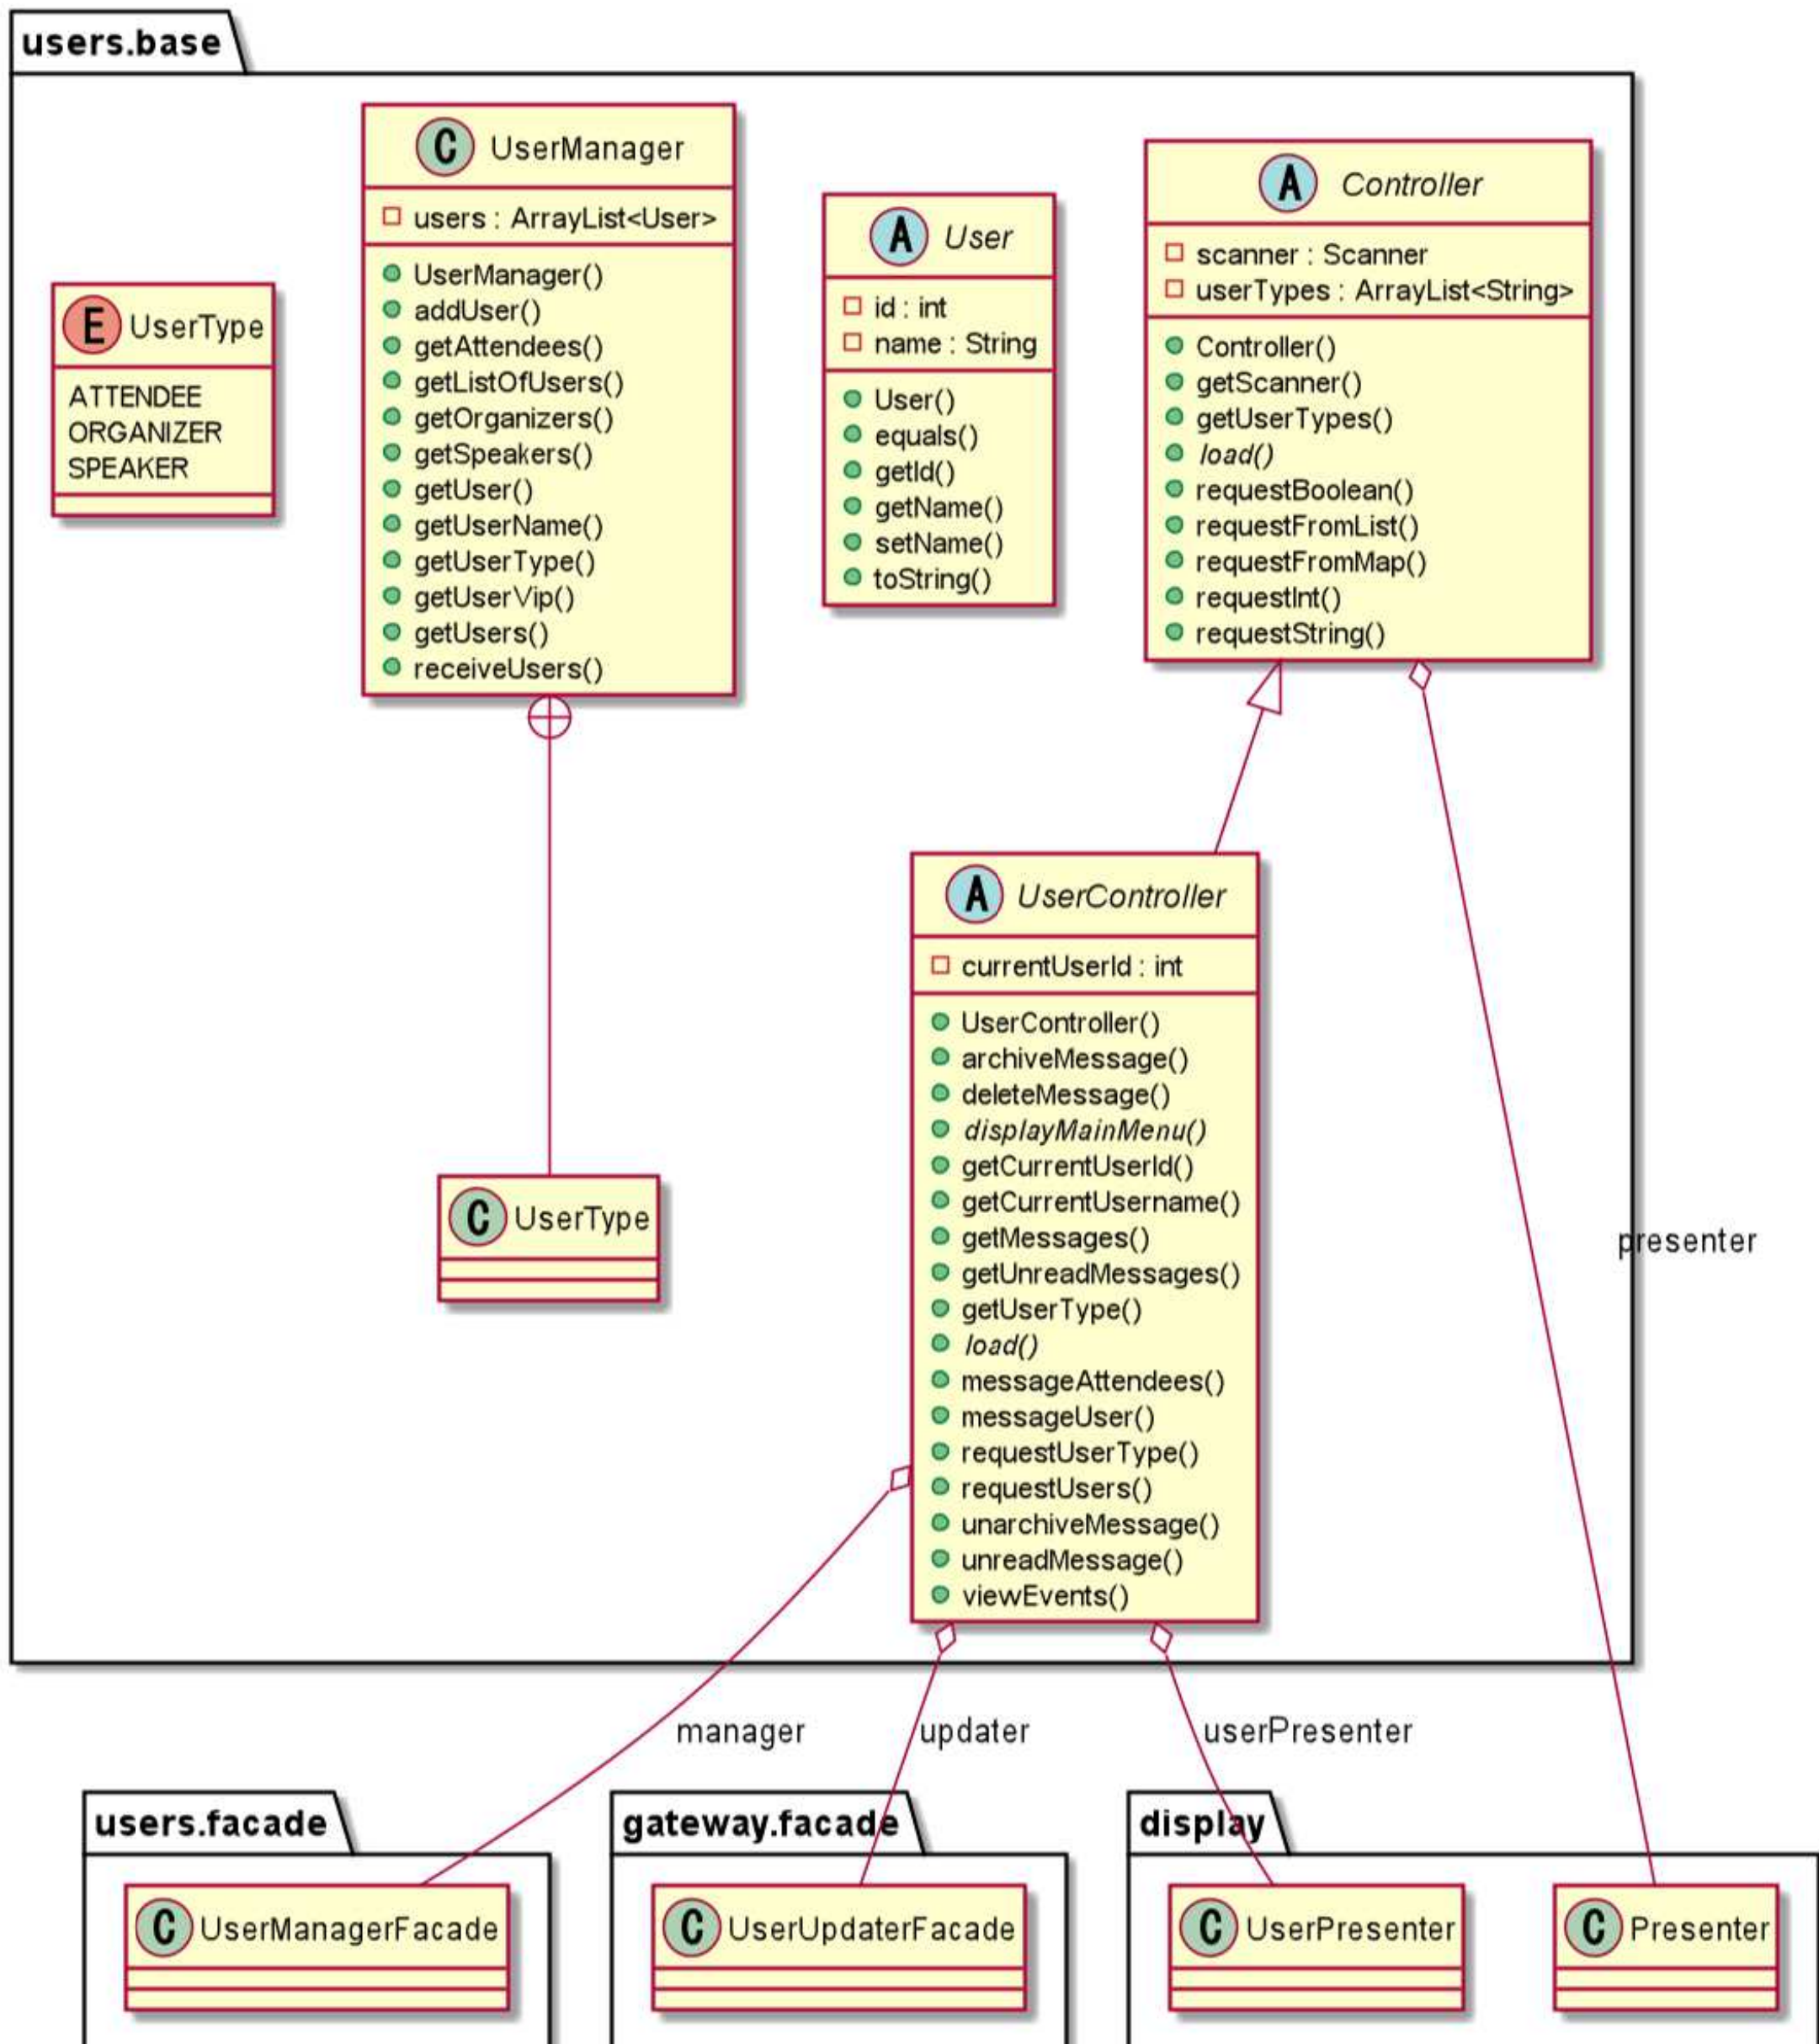 users.base
E UserType
ATTENDEE
ORGANIZER
SPEAKER
C UserManager
users : ArrayList<User>
UserManager()
addUser()
getAttendees()
getListOfUsers()
getOrganizers()
getSpeakers()
getUser()
getUserName()
getUserType()
getUserVip()
getUsers()
receiveUsers()
A User
id : int
name : String
User()
equals()
getId()
getName()
setName()
toString()
A Controller
scanner : Scanner
userTypes : ArrayList<String>
Controller()
getScanner()
getUserTypes()
load()
requestBoolean()
requestFromList()
requestFromMap()
requestInt()
requestString()
C UserType
A UserController
currentUserId : int
UserController()
archiveMessage()
deleteMessage()
displayMainMenu()
getCurrentUserId()
getCurrentUsername()
getMessages()
getUnreadMessages()
getUserType()
load()
messageAttendees()
messageUser()
requestUserType()
requestUsers()
unarchiveMessage()
unreadMessage()
viewEvents()
presenter
manager
updater
userPresenter
users.facade
C UserManagerFacade
gateway.facade
C UserUpdaterFacade
display
C UserPresenter
C Presenter